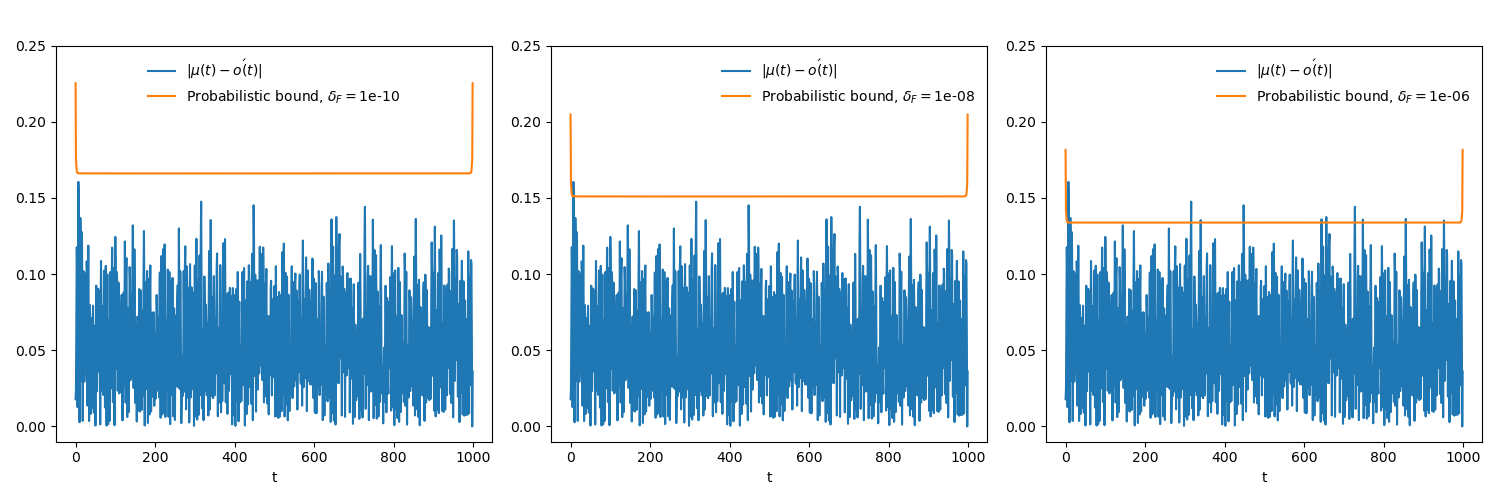 0.25
0.20
0.15
0.10
0.05
0.00
0 200 400 600 800 1000
t
|μ(t) − o´(t)|
Probabilistic bound, δ_F = 1e-10
0.25
0.20
0.15
0.10
0.05
0.00
0 200 400 600 800 1000
t
|μ(t) − o´(t)|
Probabilistic bound, δ_F = 1e-08
0.25
0.20
0.15
0.10
0.05
0.00
0 200 400 600 800 1000
t
|μ(t) − o´(t)|
Probabilistic bound, δ_F = 1e-06